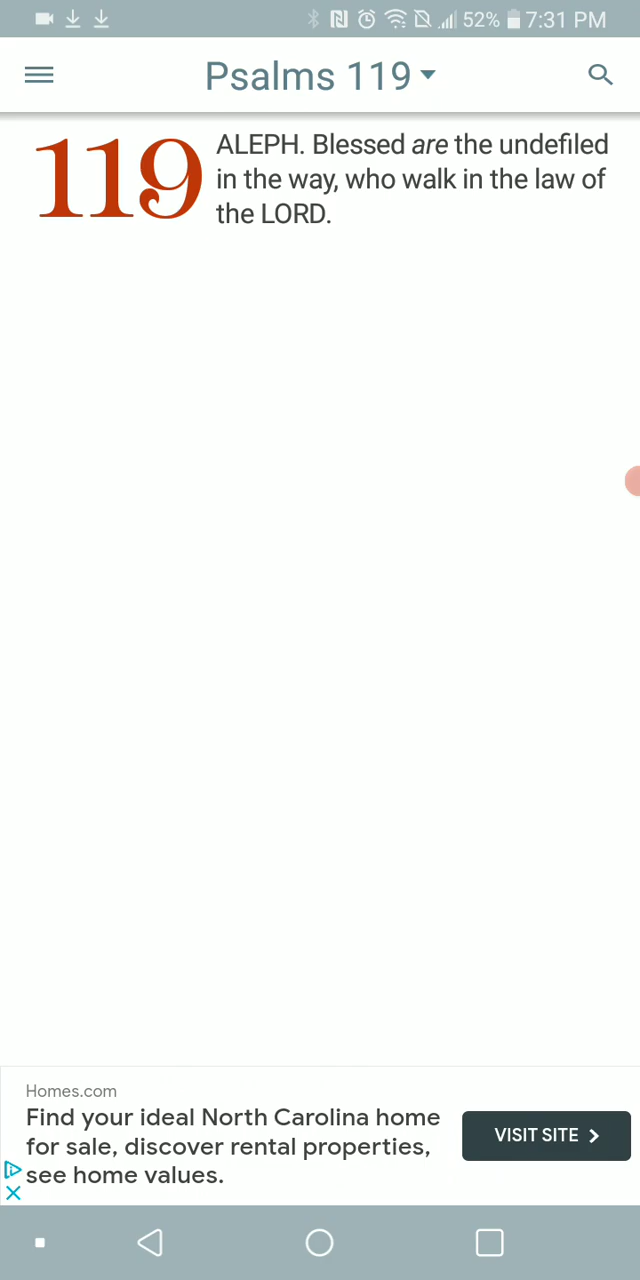 52% 7:31 PM
Psalms 119
119 ALEPH. Blessed are the undefiled
in the way, who walk in the law of
the LORD.
Homes.com
Find your ideal North Carolina home
for sale, discover rental properties,
see home values.
VISIT SITE